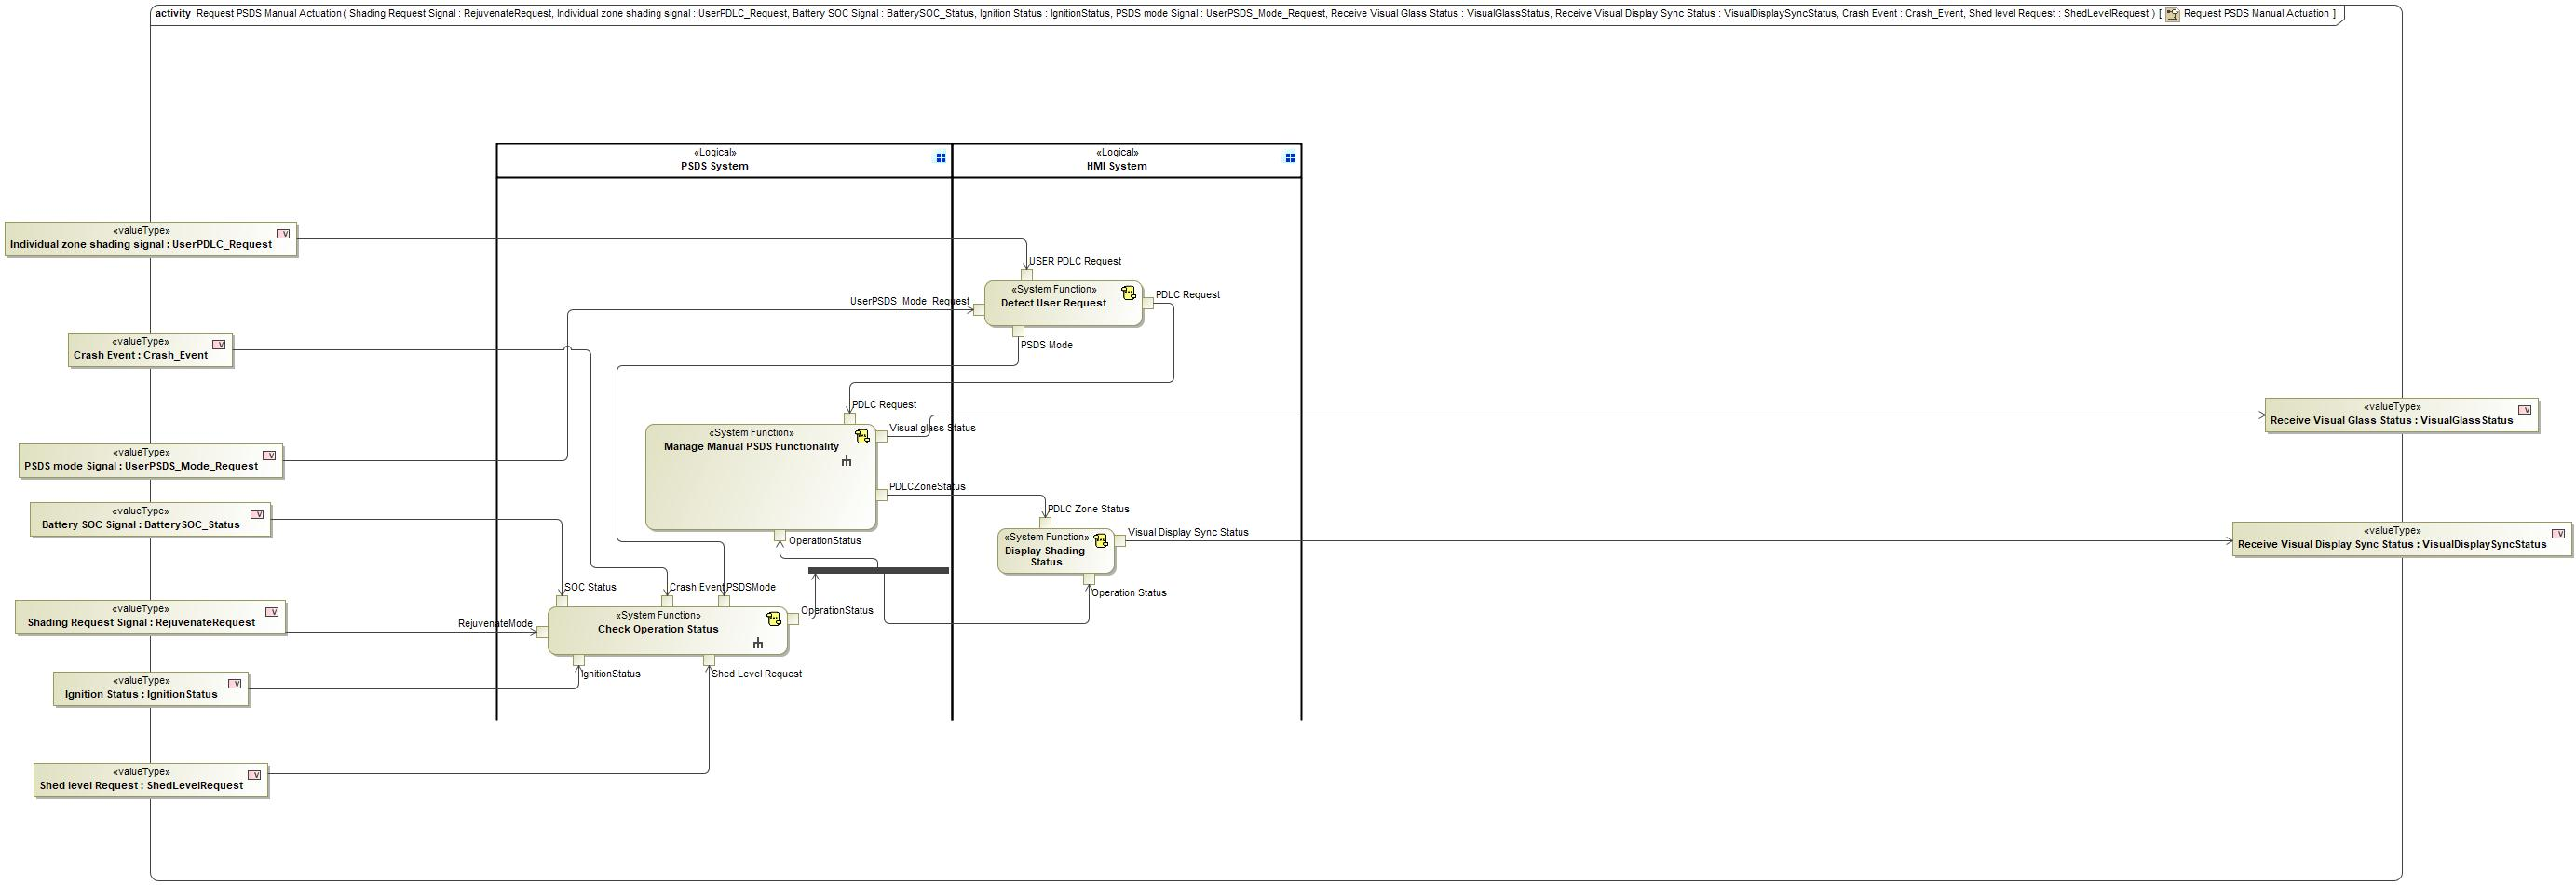 activity Request PSDS Manual Actuation( Shading Request Signal : RejuvenateRequest, Individual zone shading signal : UserPDLC_Request, Battery SOC Signal : BatterySOC_Status, Ignition Status : IgnitionStatus, PSDS mode Signal : UserPSDS_Mode_Request, Receive Visual Glass Status : VisualGlassStatus, Receive Visual Display Sync Status : VisualDisplaySyncStatus, Crash Event : Crash_Event, Shed level Request : ShedLevelRequest ) [ Request PSDS Manual Actuation ]
«Logical»
PSDS System
«Logical»
HMI System
«valueType»
Individual zone shading signal : UserPDLC_Request
USER PDLC Request
«System Function»
Detect User Request
UserPSDS_Mode_Request
PDLC Request
PSDS Mode
«valueType»
Crash Event : Crash_Event
PDLC Request
«System Function»
Manage Manual PSDS Functionality
Visual glass Status
«valueType»
Receive Visual Glass Status : VisualGlassStatus
«valueType»
PSDS mode Signal : UserPSDS_Mode_Request
PDLCZoneStatus
PDLC Zone Status
«valueType»
Battery SOC Signal : BatterySOC_Status
OperationStatus
«System Function»
Display Shading
Status
Visual Display Sync Status
«valueType»
Receive Visual Display Sync Status : VisualDisplaySyncStatus
Operation Status
SOC Status
Crash Event
PSDSMode
«valueType»
Shading Request Signal : RejuvenateRequest
RejuvenateMode
«System Function»
Check Operation Status
OperationStatus
IgnitionStatus
Shed Level Request
«valueType»
Ignition Status : IgnitionStatus
«valueType»
Shed level Request : ShedLevelRequest